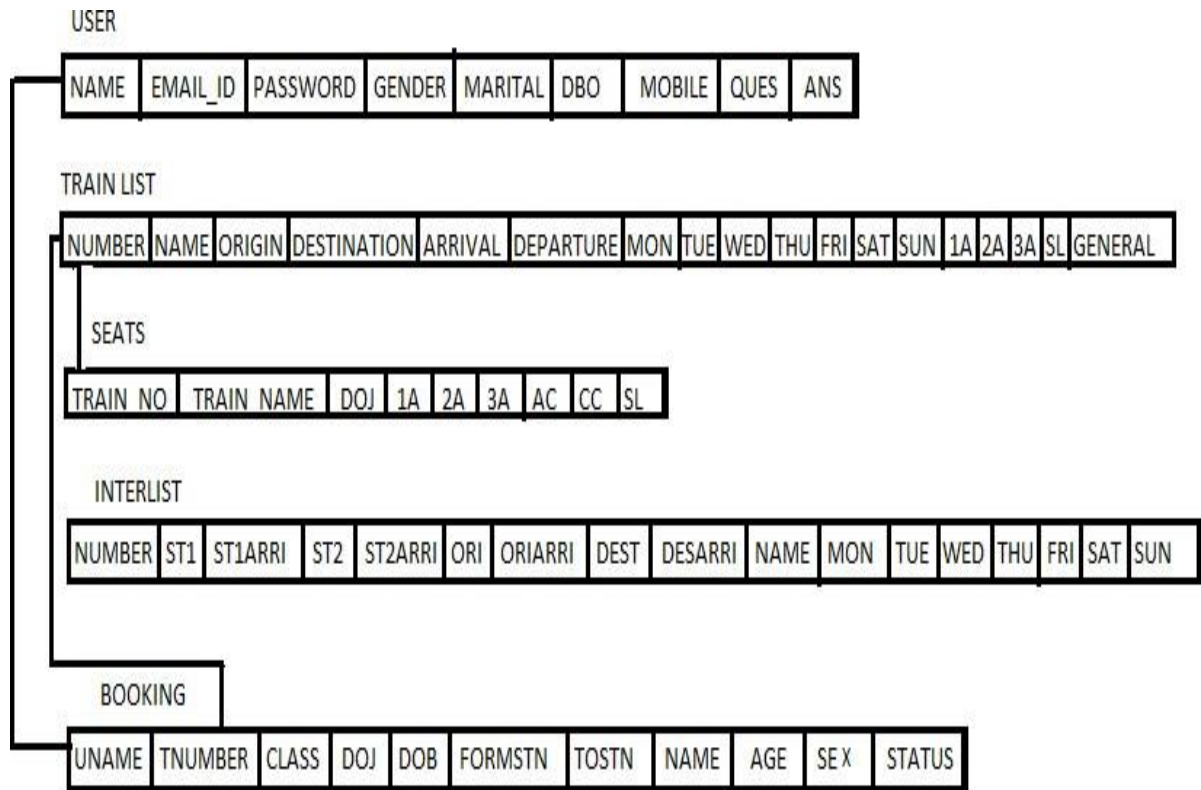 USER
NAME EMAIL_ID PASSWORD GENDER MARITAL DBO MOBILE QUES ANS
TRAIN LIST
NUMBER NAME ORIGIN DESTINATION ARRIVAL DEPARTURE MON TUE WED THU FRI SAT SUN 1A 2A 3A SL GENERAL
SEATS
TRAIN_NO TRAIN_NAME DOJ 1A 2A 3A AC CC SL
INTERLIST
NUMBER ST1 ST1ARRI ST2 ST2ARRI ORI ORIARRI DEST DESARRI NAME MON TUE WED THU FRI SAT SUN
BOOKING
UNAME TNUMBER CLASS DOJ DOB FORMSTN TOSTN NAME AGE SEX STATUS